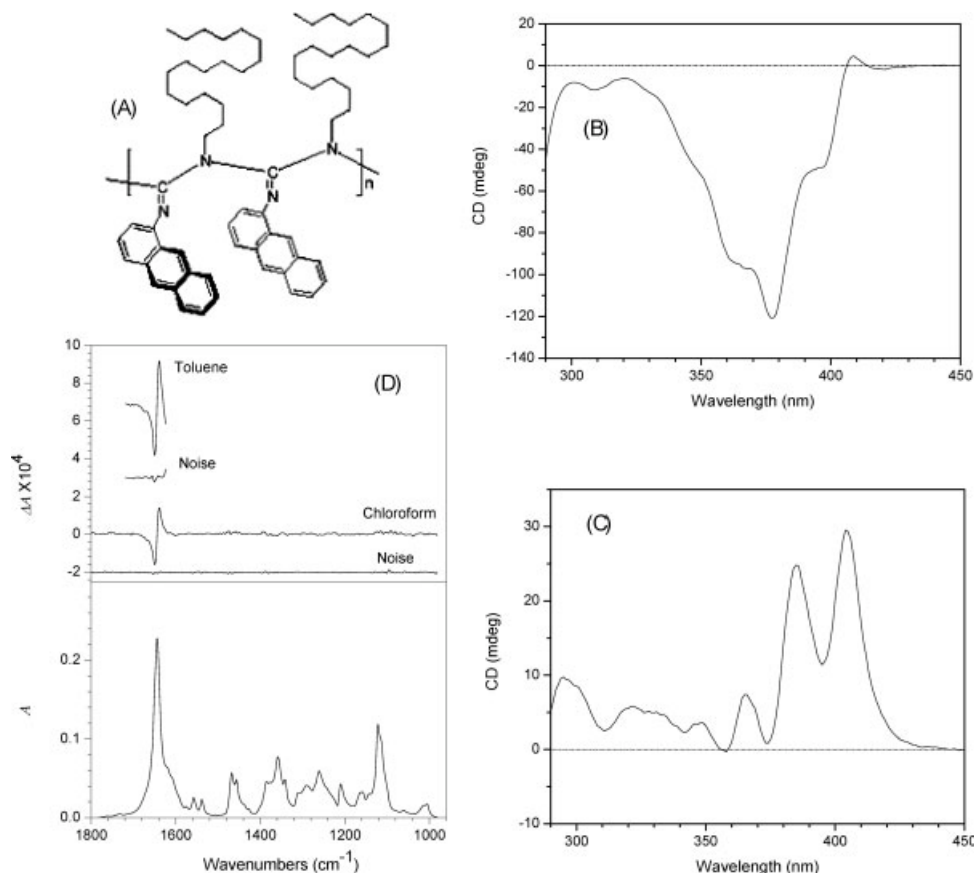 (A)
N
N
n
C
C
N
N
(B)
CD (mdeg)
0
-20
-40
-60
-80
-100
-120
-140
300
350
400
450
Wavelength (nm)
(D)
ΔA X10⁴
10
8
6
4
2
0
-2
Toluene
Noise
Chloroform
Noise
A
0.2
0.1
0.0
1800 1600 1400 1200 1000
Wavenumbers (cm⁻¹)
(C)
CD (mdeg)
30
20
10
0
-10
300
350
400
450
Wavelength (nm)